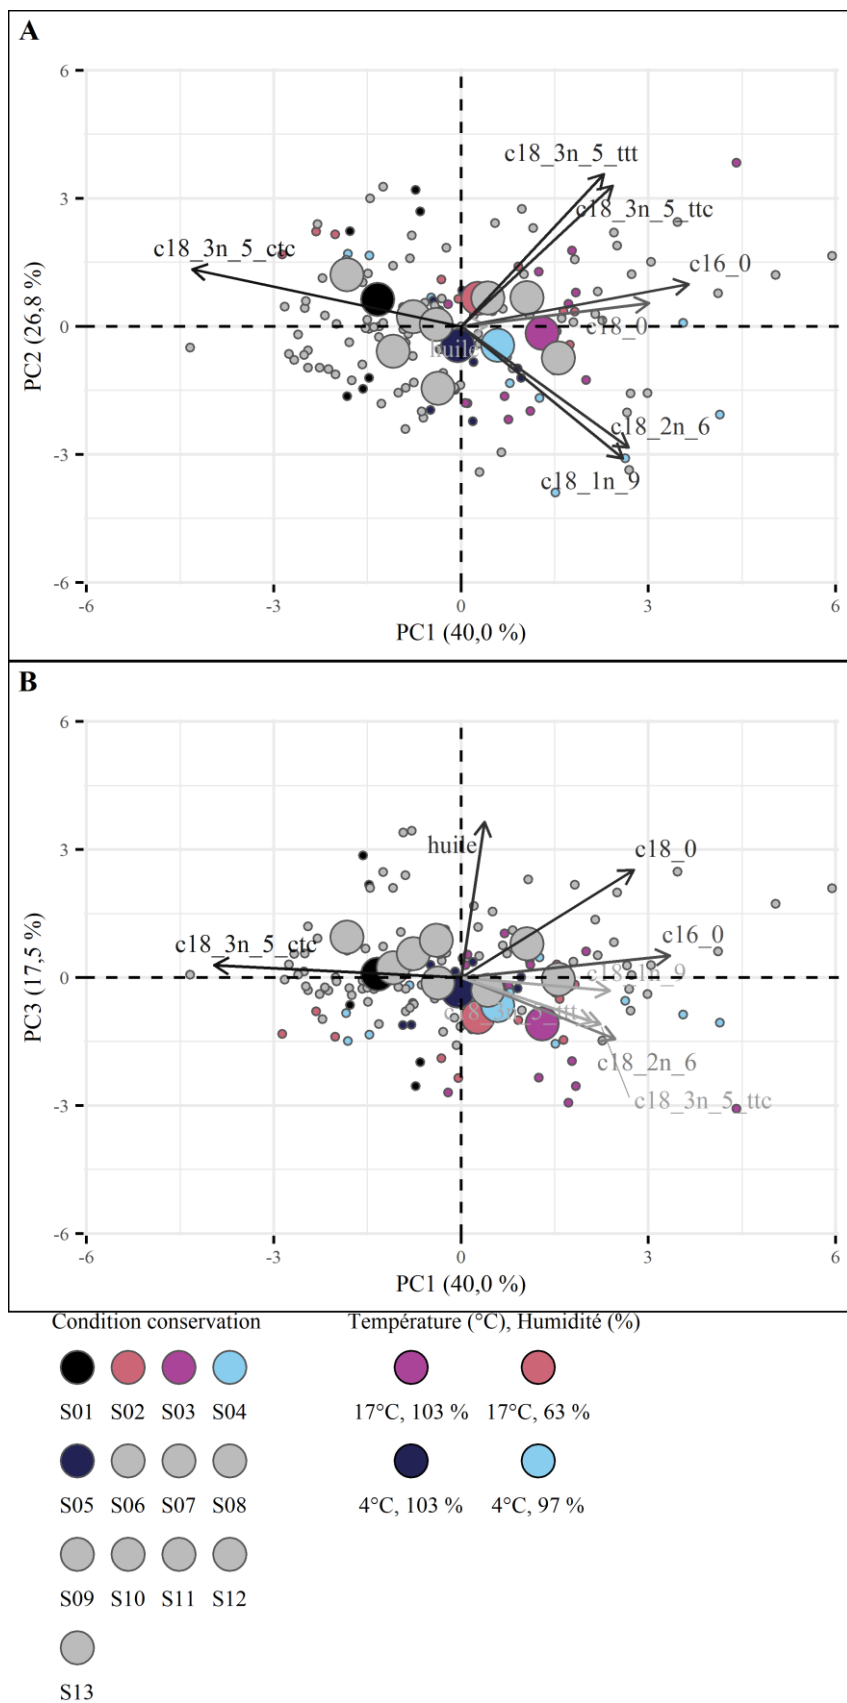 A
6
3
0
-3
-6
PC2 (26,8 %)
c18_3n_5_ttt
c18_3n_5_ttc
c18_3n_5_ctc
c16_0
c18_0
huile
c18_2n_6
c18_1n_9
-6 -3 0 3 6
PC1 (40,0 %)
B
6
3
0
-3
-6
PC3 (17,5 %)
huile
c18_0
c18_3n_5_ctc
c16_0
c18_1n_9
c18_3n_5_ttt
c18_2n_6
c18_3n_5_ttc
-6 -3 0 3 6
PC1 (40,0 %)
Condition conservation
S01 S02 S03 S04
S05 S06 S07 S08
S09 S10 S11 S12
S13
Température (°C), Humidité (%)
17°C, 103 % 17°C, 63 %
4°C, 103 % 4°C, 97 %